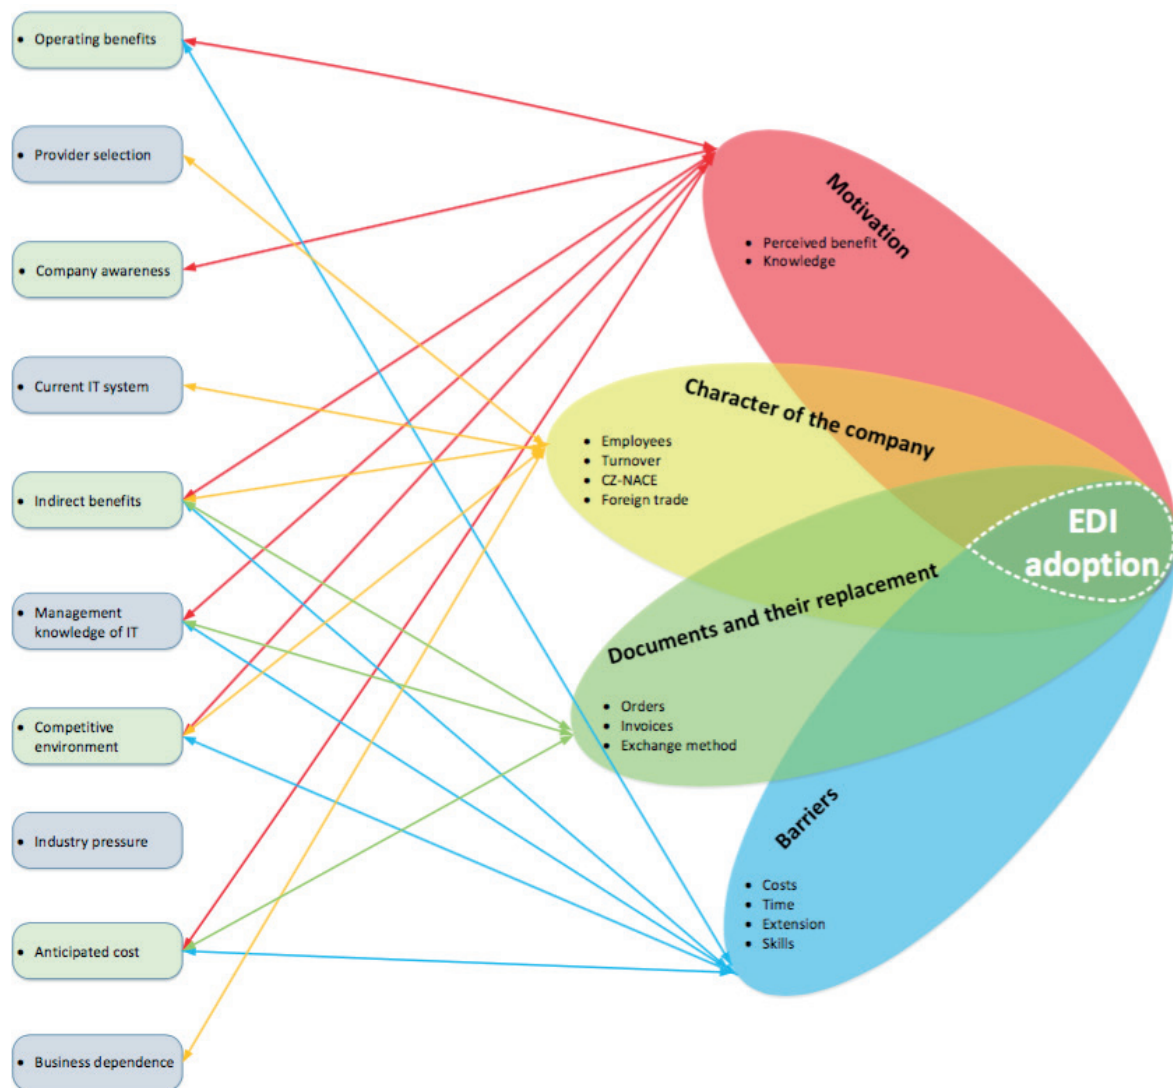 • Operating benefits
• Provider selection
• Company awareness
• Current IT system
• Indirect benefits
• Management
knowledge of IT
• Competitive
environment
• Industry pressure
• Anticipated cost
• Business dependence
Motivation
• Perceived benefit
• Knowledge
Character of the company
• Employees
• Turnover
• CZ-NACE
• Foreign trade
Documents and their replacement
• Orders
• Invoices
• Exchange method
Barriers
• Costs
• Time
• Extension
• Skills
EDI
adoption